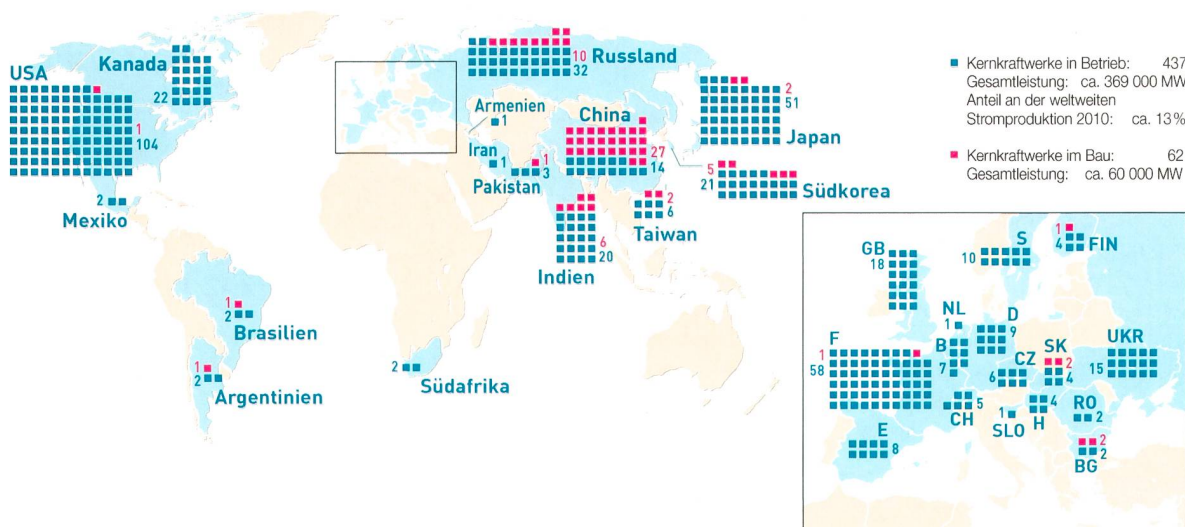 USA
1
104
Kanada
22
Mexiko
2
Brasilien
1
2
Argentinien
1
2
Südafrika
2
Russland
10
32
Armenien
1
Iran
1
Pakistan
1
3
China
27
14
Indien
6
20
Taiwan
2
6
Südkorea
5
21
Japan
2
51
Kernkraftwerke in Betrieb: 437
Gesamtleistung: ca. 369 000 MW
Anteil an der weltweiten
Stromproduktion 2010: ca. 13 %
Kernkraftwerke im Bau: 62
Gesamtleistung: ca. 60 000 MW
GB
18
S
10
FIN
1
4
NL
1
D
9
B
7
F
1
58
CZ
6
SK
2
4
UKR
15
CH
5
SLO
1
H
4
RO
2
BG
2
2
E
8